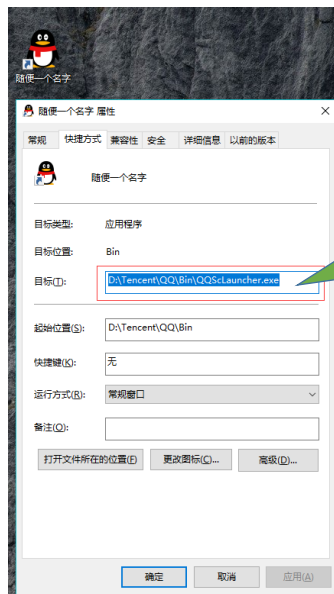 随便一个名字
随便一个名字 属性
常规 快捷方式 兼容性 安全 详细信息 以前的版本
随便一个名字
目标类型: 应用程序
目标位置: Bin
目标(T): D:\Tencent\QQ\Bin\QQScLauncher.exe
起始位置(S): D:\Tencent\QQ\Bin
快捷键(K): 无
运行方式(R): 常规窗口
备注(O):
打开文件所在的位置(F) 更改图标(C)... 高级(D)...
确定 取消 应用(A)